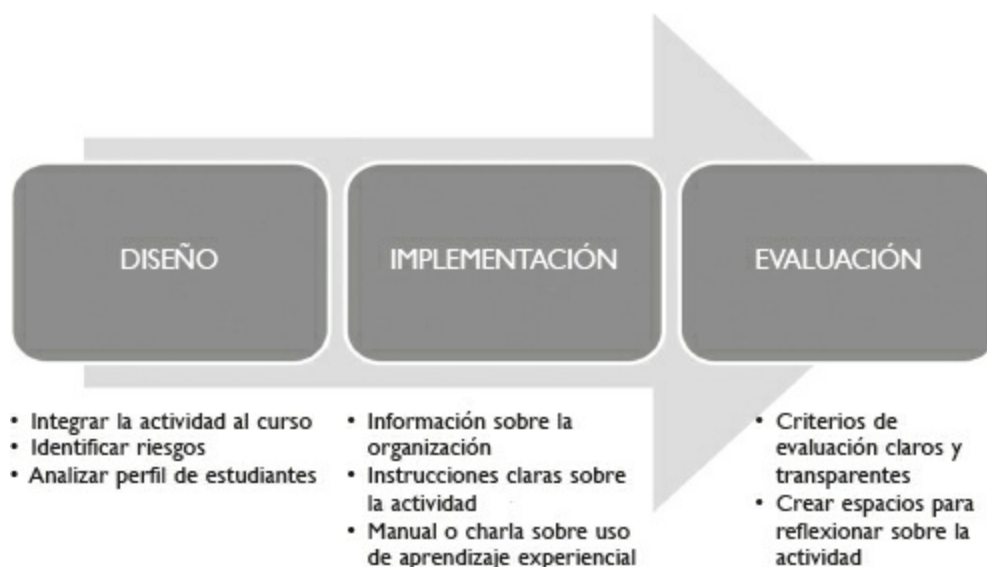 DISEÑO
IMPLEMENTACIÓN
EVALUACIÓN
• Integrar la actividad al curso
• Identificar riesgos
• Analizar perfil de estudiantes
• Información sobre la
organización
• Instrucciones claras sobre
la actividad
• Manual o charla sobre uso
de aprendizaje experiencial
• Criterios de
evaluación claros y
transparentes
• Crear espacios para
reflexionar sobre la
actividad